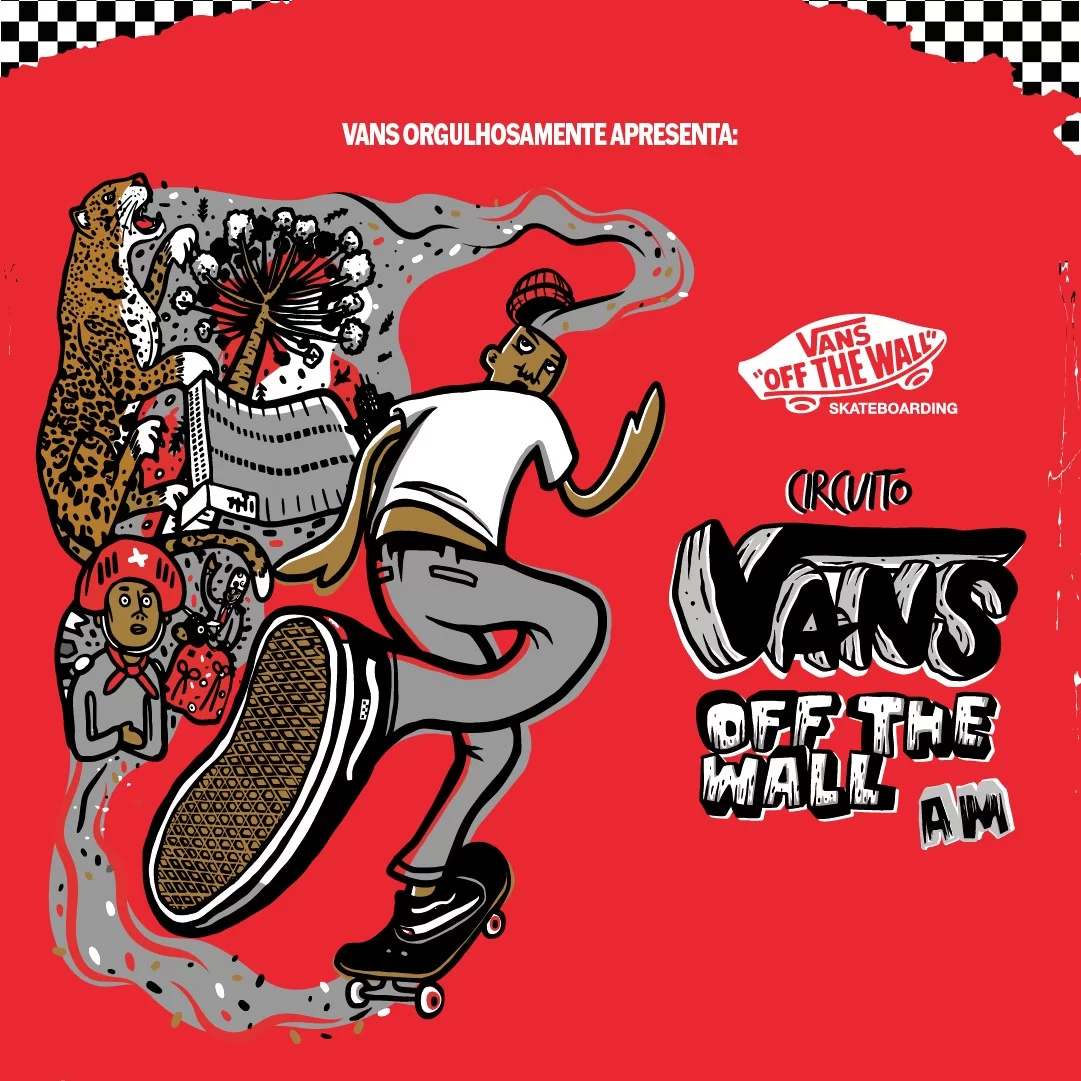 VANS ORGULHOSAMENTE APRESENTA:
VANS
"OFF THE WALL"
SKATEBOARDING
CIRCUITO
VANS
OFF THE
WALL
AM